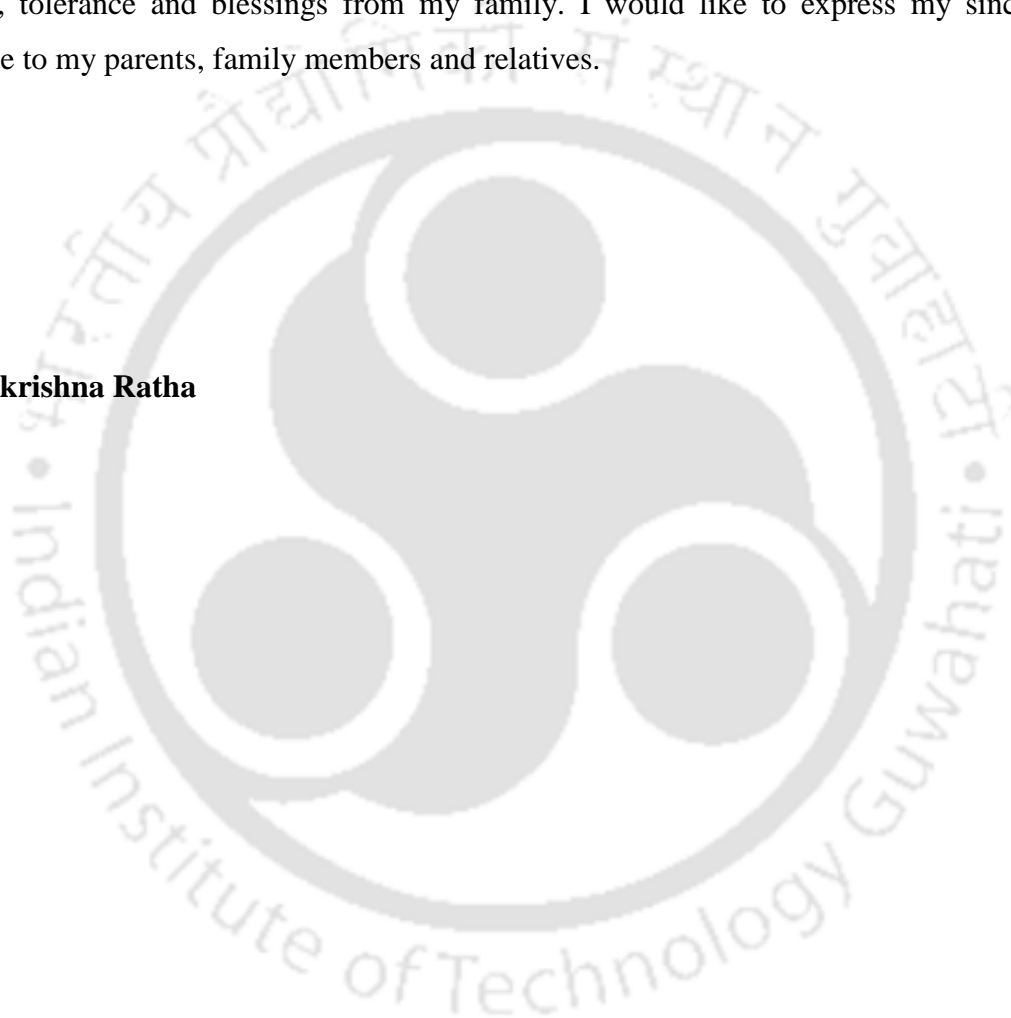 , tolerance and blessings from my family. I would like to express my sinc
e to my parents, family members and relatives.
krishna Ratha
भारतीय प्रौद्योगिकी संस्थान गुवाहाटी
• Indian Institute of Technology Guwahati •